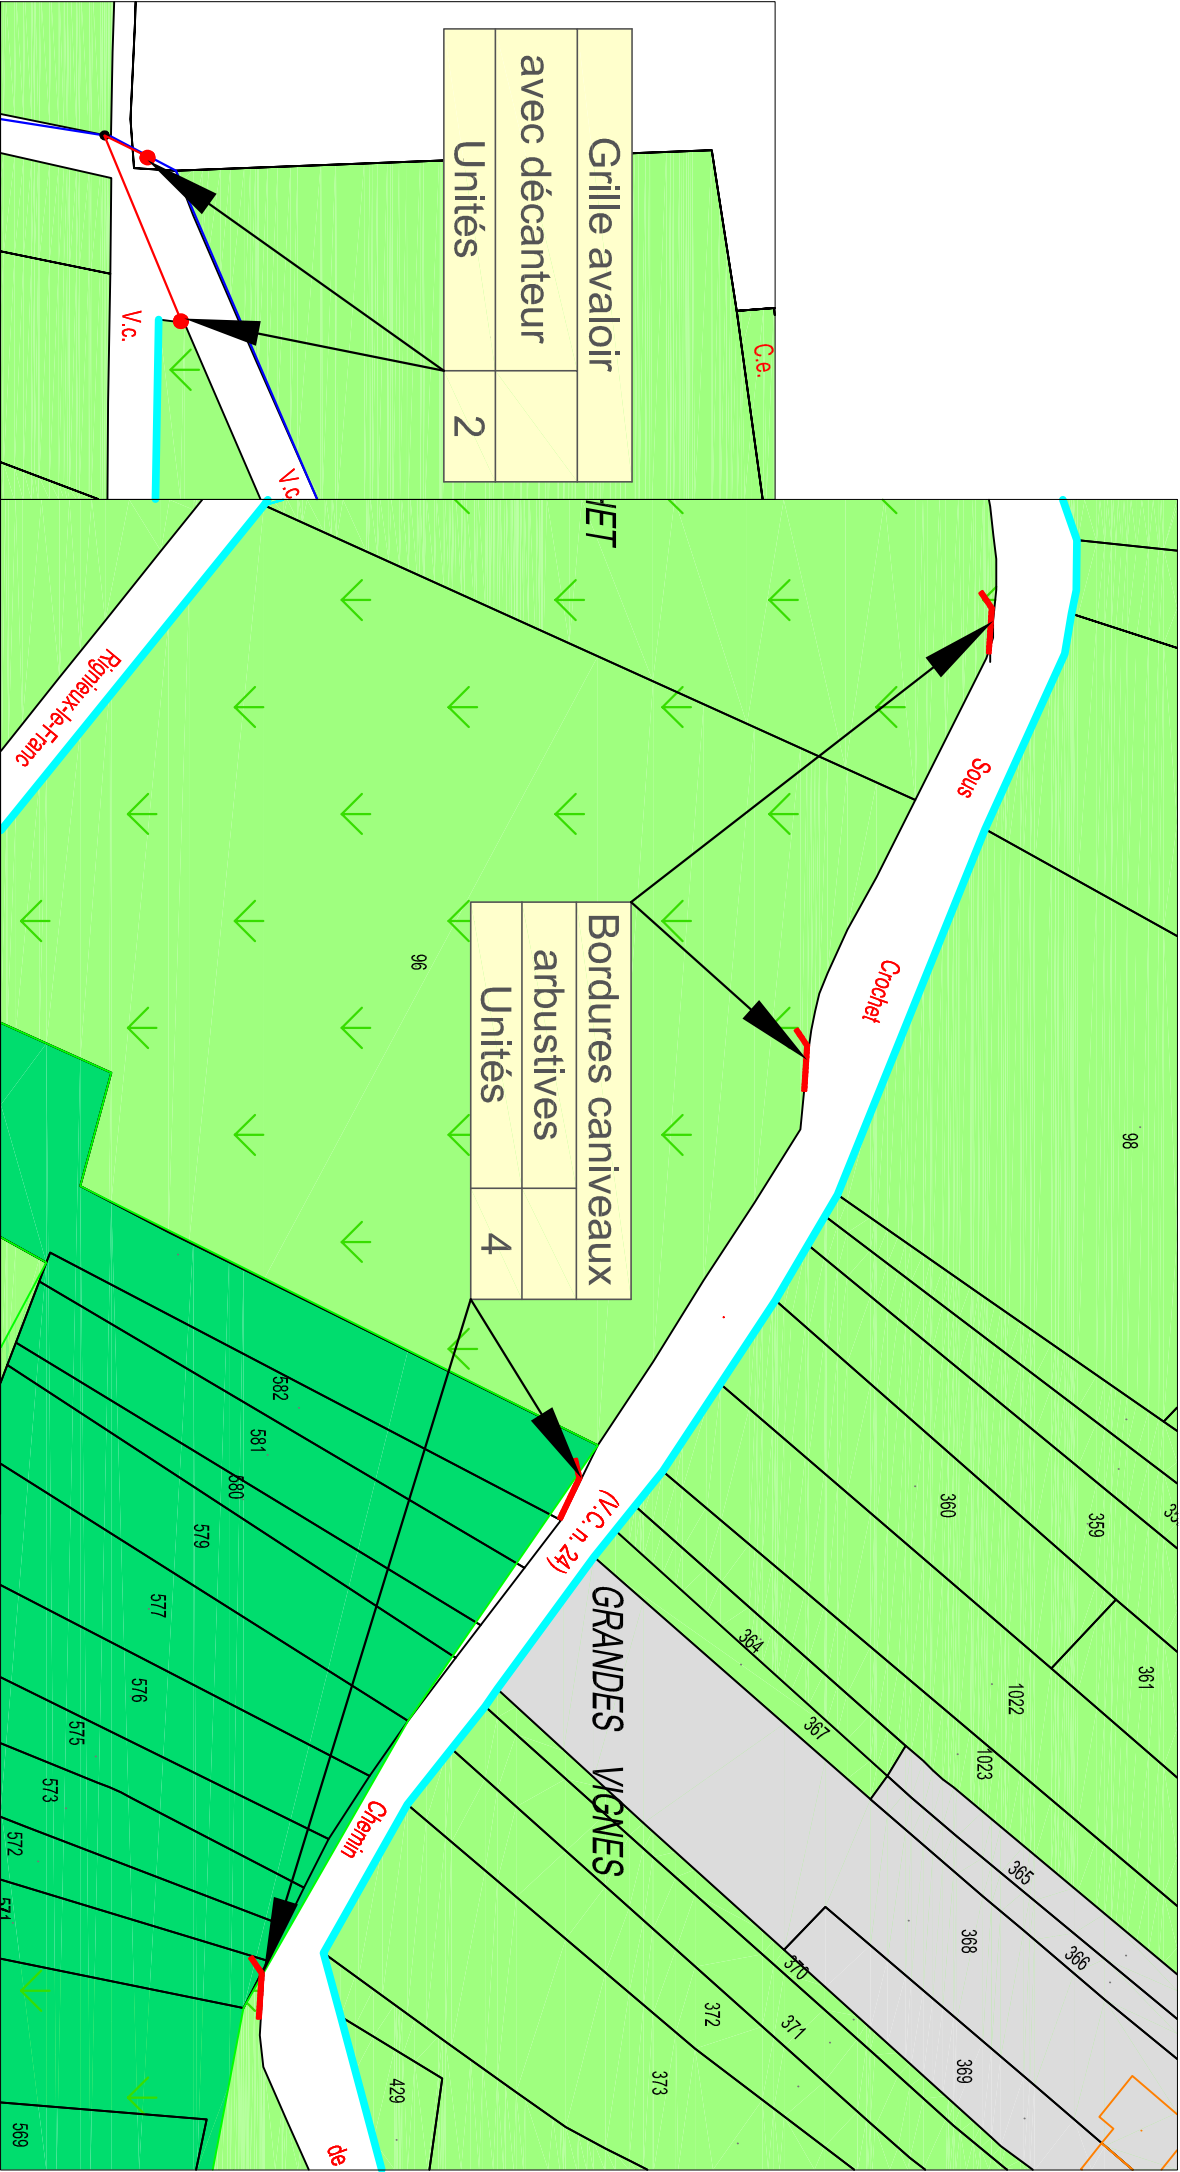 Grille avaloir
avec décanteur
Unités 2
C.e.
V.c.
V.c
HET
Rignieux-le-Franc
Sous
Crochet
Bordures caniveaux
arbustives
Unités 4
96
98
(V.C. n. 24)
GRANDES VIGNES
Chemin
de
359
360
361
364
1022
1023
367
365
366
368
369
370
371
372
373
429
582
581
580
579
577
576
575
573
572
571
569